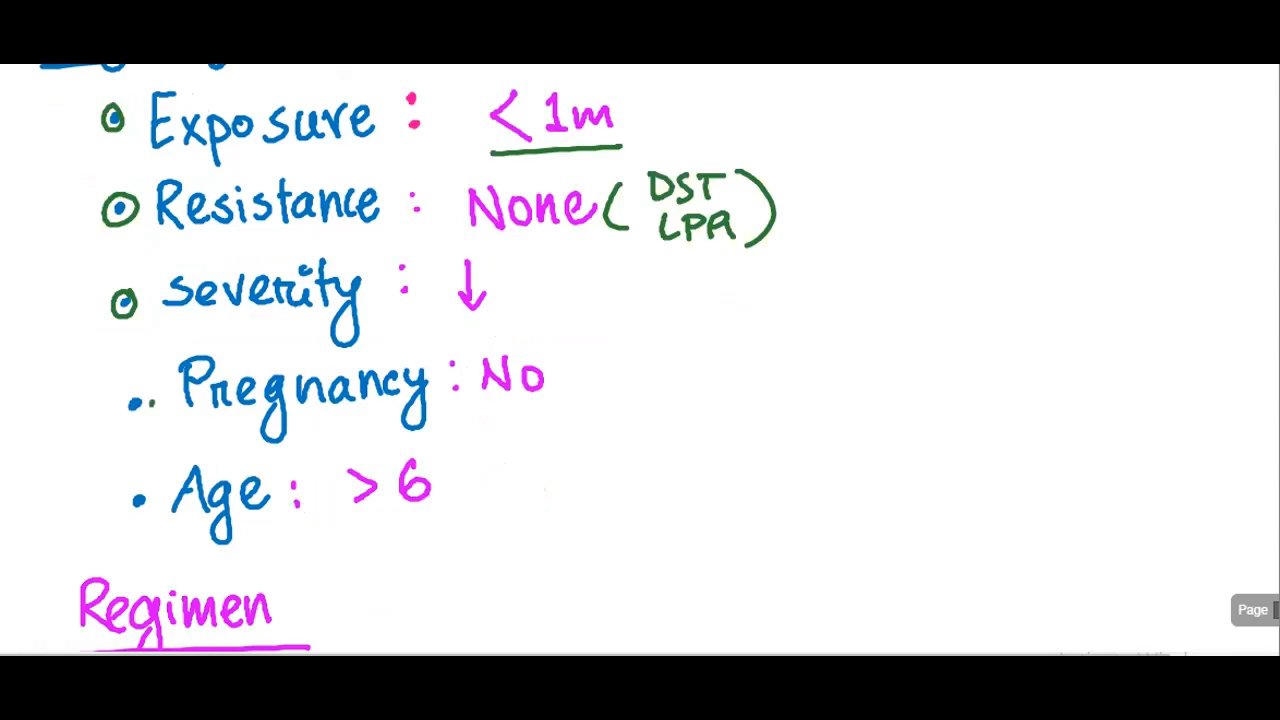 Exposure : < 1m
Resistance : None ( DST LPA )
severity : ↓
Pregnancy : No
Age : > 6
Regimen
Page